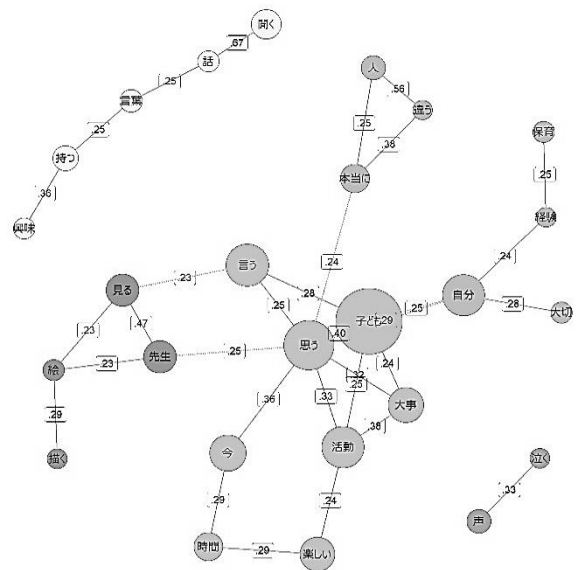 聞く
.67
話
.25
言葉
.25
持つ
.36
興味
人
.56
違う
.25
.38
本当に
保育
.25
経験
.24
.24
言う
.23
見る
.28
.25
子ども
.29
.25
自分
.28
大切
.40
思う
.23
.47
先生
.25
.23
絵
.29
描く
.32
.24
.25
.33
大事
.38
.36
活動
今
.29
時間
.24
.29
楽しい
泣く
.33
声